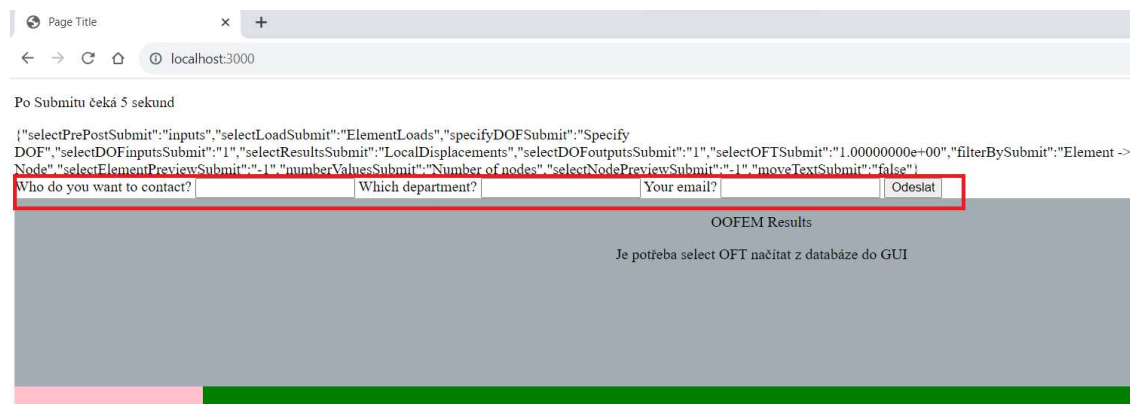 Page Title
localhost:3000
Po Submitu čeká 5 sekund
{"selectPrePostSubmit":"inputs","selectLoadSubmit":"ElementLoads","specifyDOFSubmit":"Specify
DOF","selectDOFinputsSubmit":"1","selectResultsSubmit":"LocalDisplacements","selectDOFoutputsSubmit":"1","selectOFTSubmit":"1.00000000e+00","filterBySubmit":"Element ->
Node","selectElementPreviewSubmit":"-1","numberValuesSubmit":"Number of nodes","selectNodePreviewSubmit":"-1","moveTextSubmit":"false"}
Who do you want to contact? Which department? Your email? Odeslat
OOFEM Results
Je potřeba select OFT načítat z databáze do GUI